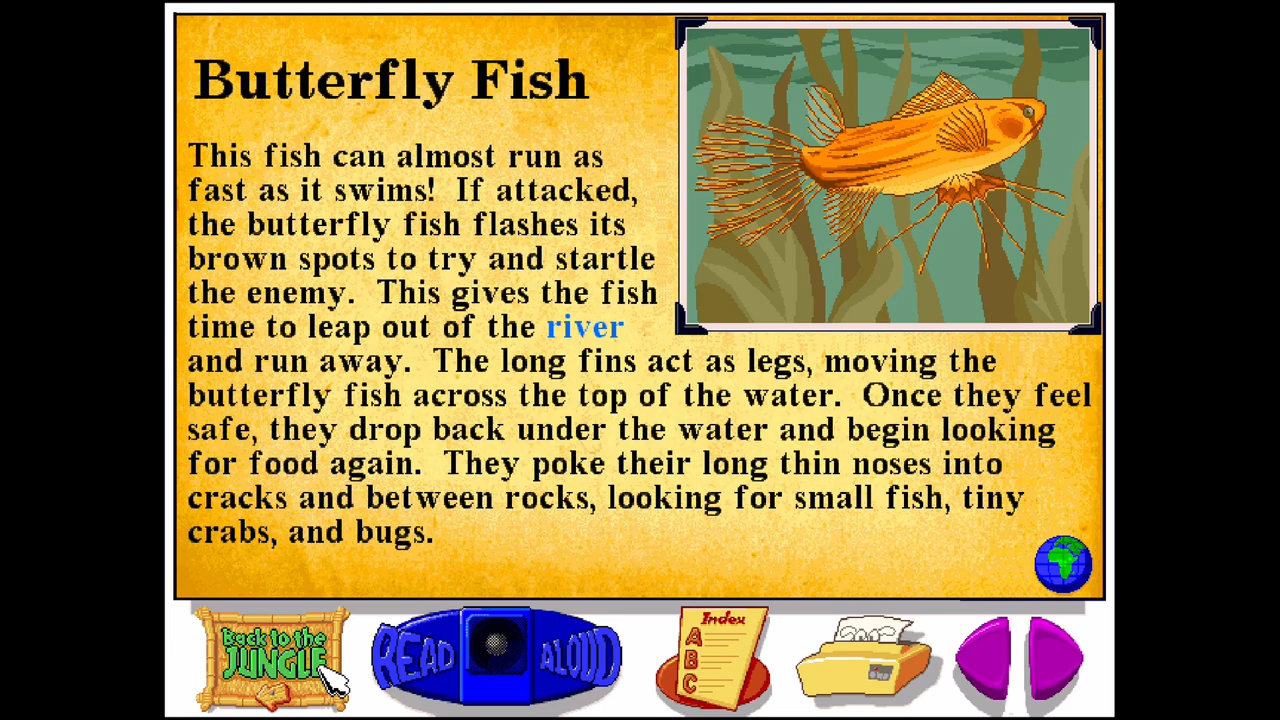 Butterfly Fish
This fish can almost run as
fast as it swims!  If attacked,
the butterfly fish flashes its
brown spots to try and startle
the enemy.  This gives the fish
time to leap out of the river
and run away.  The long fins act as legs, moving the
butterfly fish across the top of the water.  Once they feel
safe, they drop back under the water and begin looking
for food again.  They poke their long thin noses into
cracks and between rocks, looking for small fish, tiny
crabs, and bugs.
Back to the
JUNGLE
READ ALOUD
Index
A
B
C